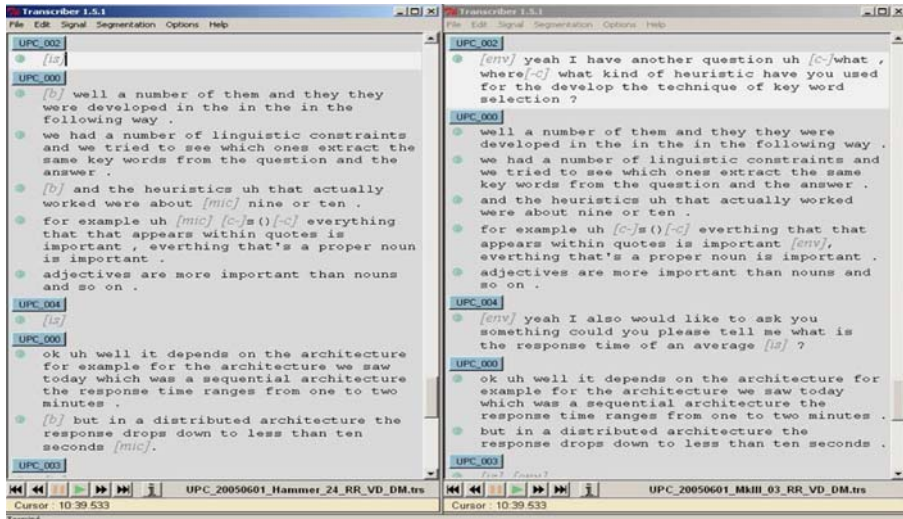 Transcriber 1.5.1
File Edit Signal Segmentation Options Help
UPC_002
[is]
UPC_000
[b] well a number of them and they they
were developed in the in the in the
following way .
we had a number of linguistic constraints
and we tried to see which ones extract the
same key words from the question and the
answer .
[b] and the heuristics uh that actually
worked were about [mic] nine or ten .
for example uh [mic] [c-]s()[-c] everything
that that appears within quotes is
important , everthing that's a proper noun
is important .
adjectives are more important than nouns
and so on .
UPC_004
[is]
UPC_000
ok uh well it depends on the architecture
for example for the architecture we saw
today which was a sequential architecture
the response time ranges from one to two
minutes .
[b] but in a distributed architecture the
response drops down to less than ten
seconds [mic].
UPC_003
UPC_20050601_Hammer_24_RR_VD_DM.trs
Cursor : 10:39.533
Transcriber 1.5.1
File Edit Signal Segmentation Options Help
UPC_002
[env] yeah I have another question uh [c-]what ,
where[-c] what kind of heuristic have you used
for the develop the technique of key word
selection ?
UPC_000
well a number of them and they they were
developed in the in the in the following way .
we had a number of linguistic constraints and
we tried to see which ones extract the same
key words from the question and the answer .
and the heuristics uh that actually worked
were about nine or ten .
for example uh [c-]s()[-c] everthing that that
appears within quotes is important [env],
everthing that's a proper noun is important .
adjectives are more important than nouns and
so on .
UPC_004
[env] yeah I also would like to ask you
something could you please tell me what is
the response time of an average [is] ?
UPC_000
ok uh well it depends on the architecture for
example for the architecture we saw today
which was a sequential architecture the
response time ranges from one to two minutes .
but in a distributed architecture the
response drops down to less than ten seconds .
UPC_003
UPC_20050601_MkIII_03_RR_VD_DM.trs
Cursor : 10:39.533